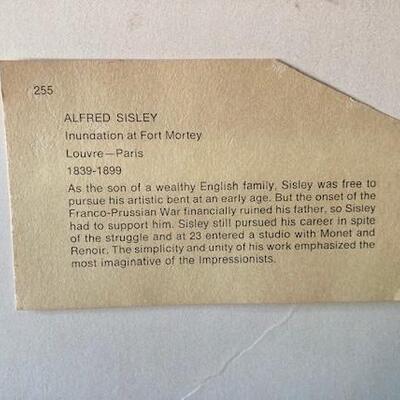 255
ALFRED SISLEY
Inundation at Fort Mortey
Louvre—Paris
1839-1899
As the son of a wealthy English family, Sisley was free to
pursue his artistic bent at an early age. But the onset of the
Franco-Prussian War financially ruined his father, so Sisley
had to support him. Sisley still pursued his career in spite
of the struggle and at 23 entered a studio with Monet and
Renoir. The simplicity and unity of his work emphasized the
most imaginative of the Impressionists.